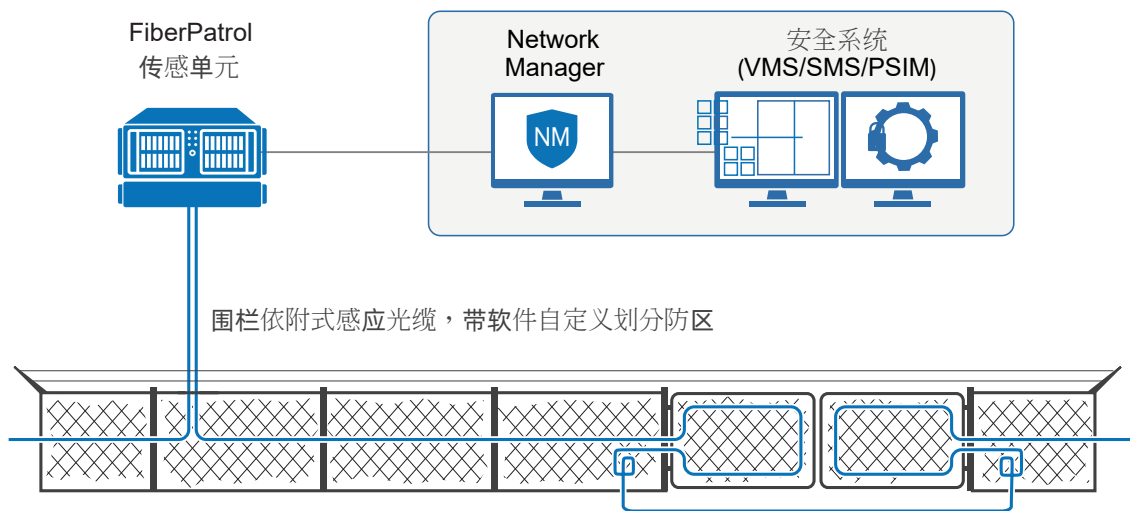 FiberPatrol
传感单元
Network
Manager
安全系统
(VMS/SMS/PSIM)
NM
围栏依附式感应光缆，带软件自定义划分防区